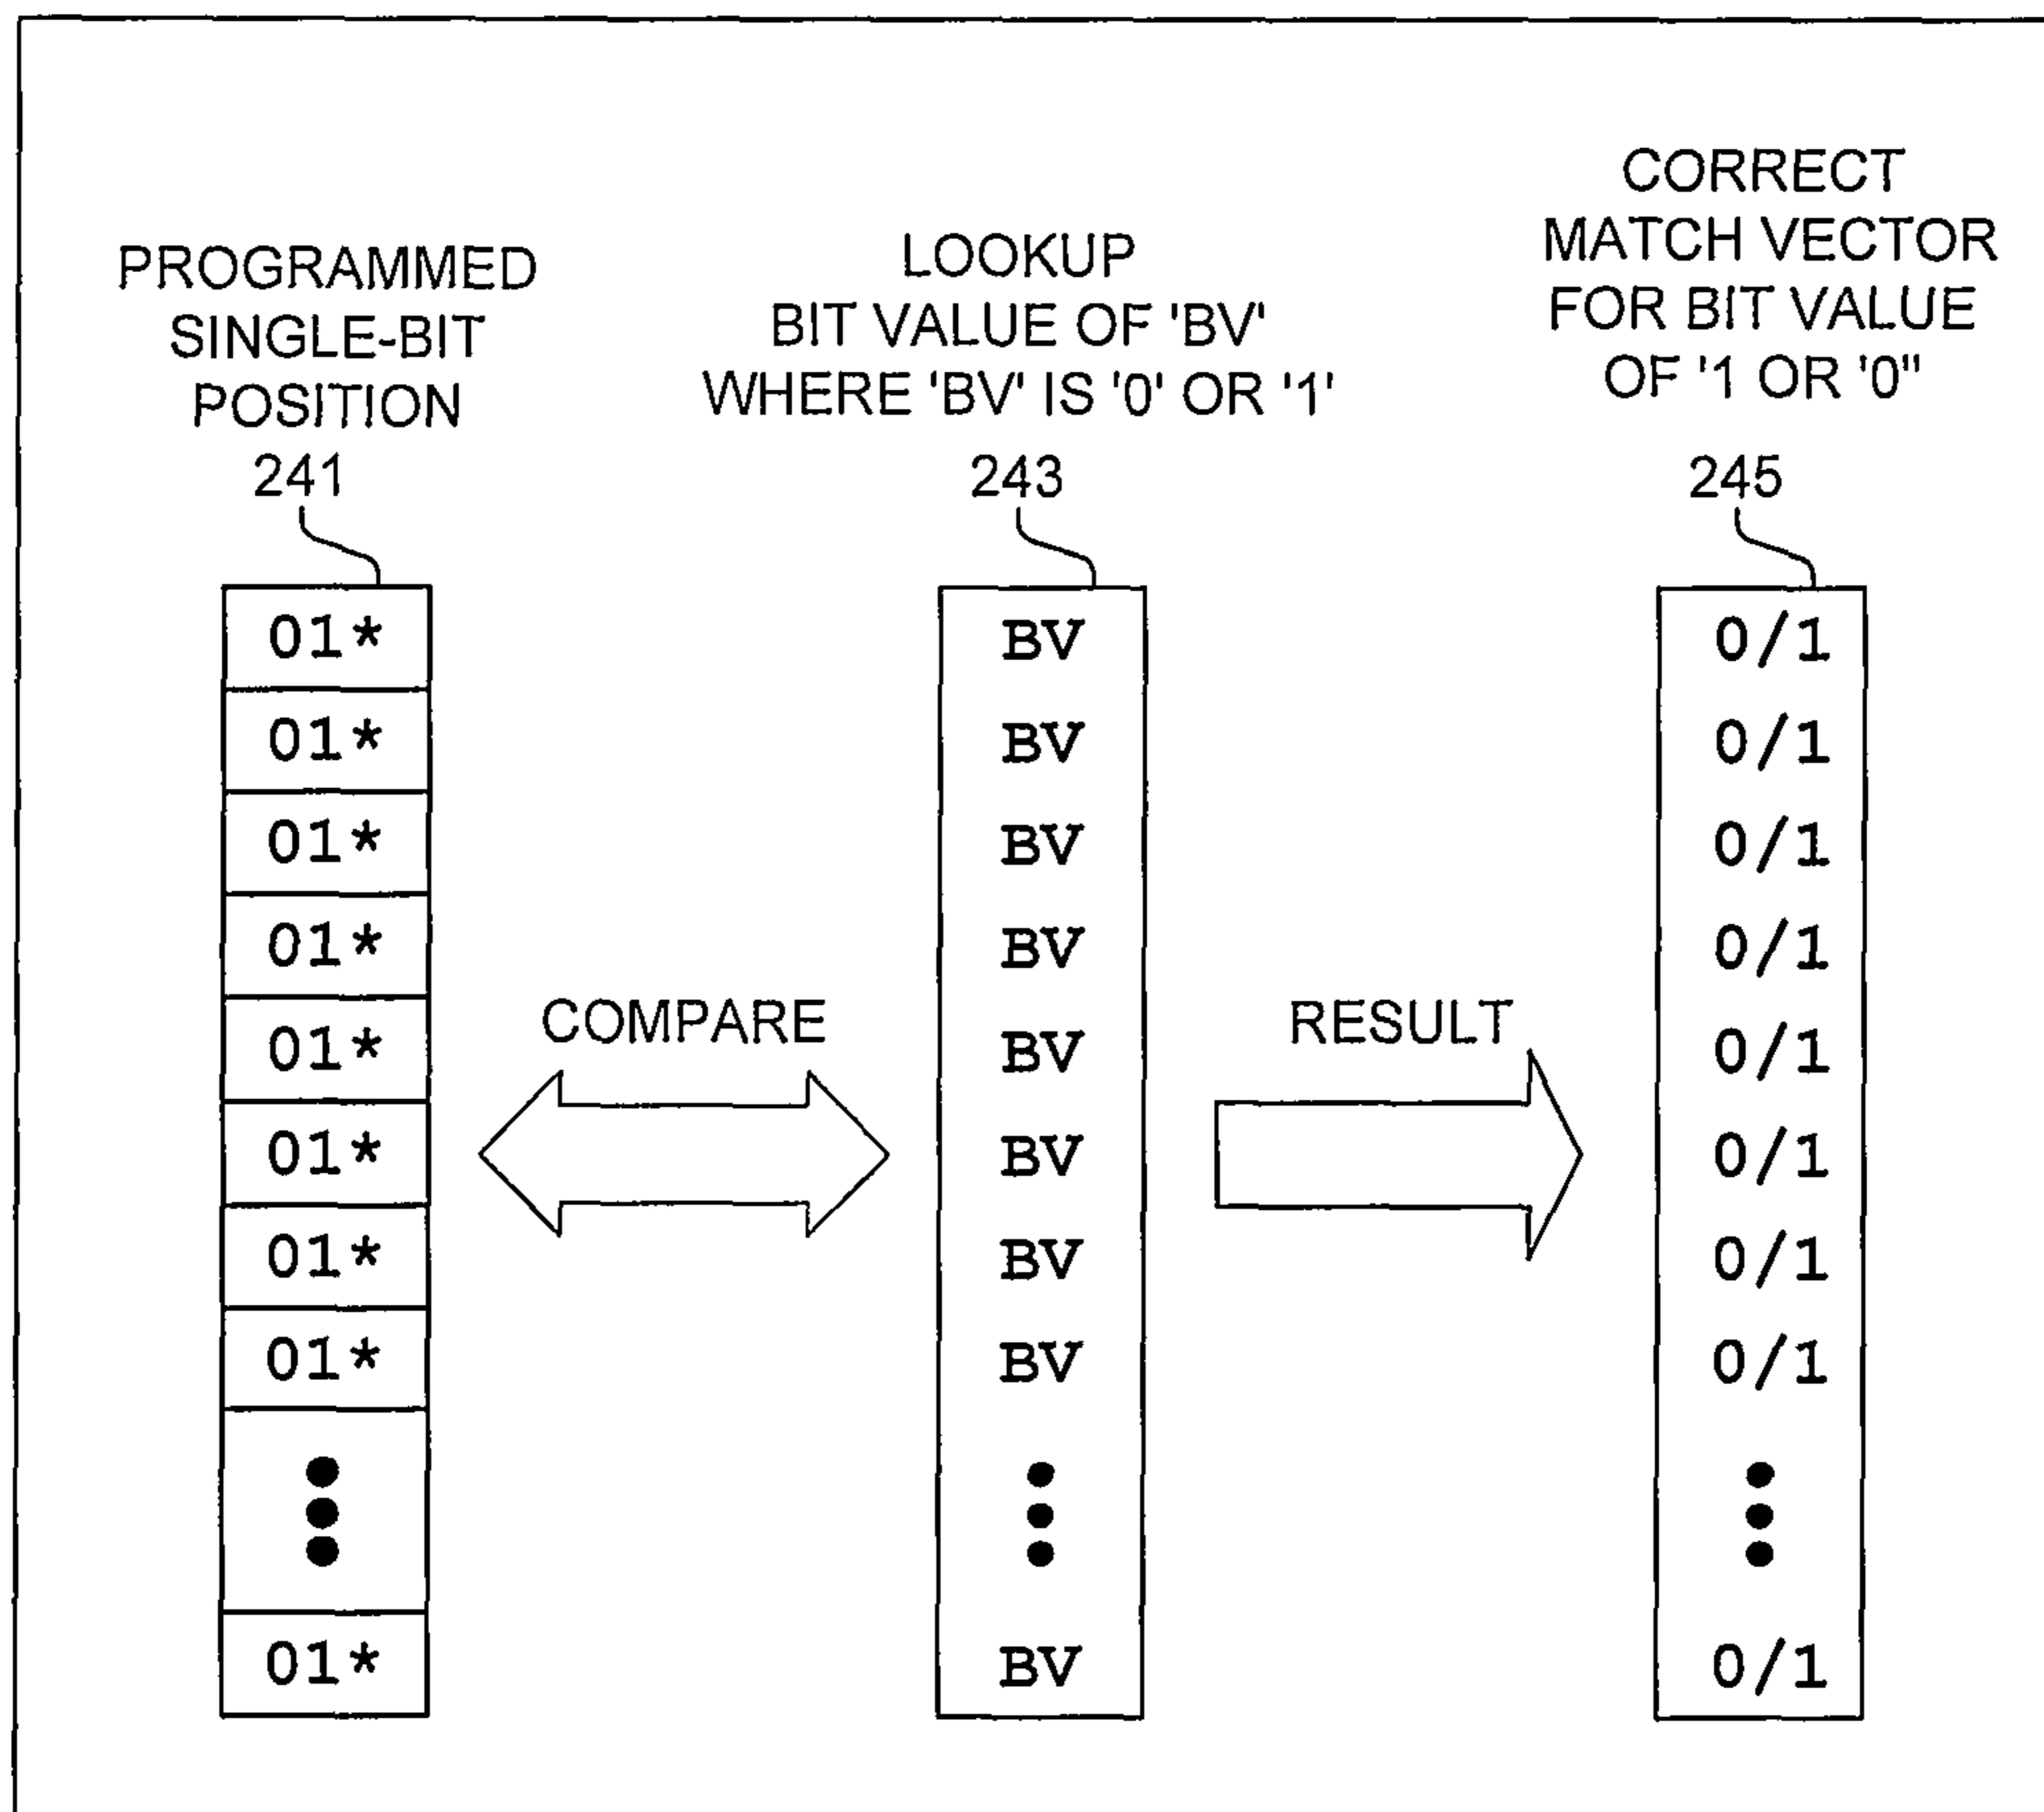 PROGRAMMED
SINGLE-BIT
POSITION
241
LOOKUP
BIT VALUE OF 'BV'
WHERE 'BV' IS '0' OR '1'
243
CORRECT
MATCH VECTOR
FOR BIT VALUE
OF '1 OR '0"
245
01*
01*
01*
01*
01*
01*
01*
01*
01*
COMPARE
BV
BV
BV
BV
BV
BV
BV
BV
BV
RESULT
0/1
0/1
0/1
0/1
0/1
0/1
0/1
0/1
0/1